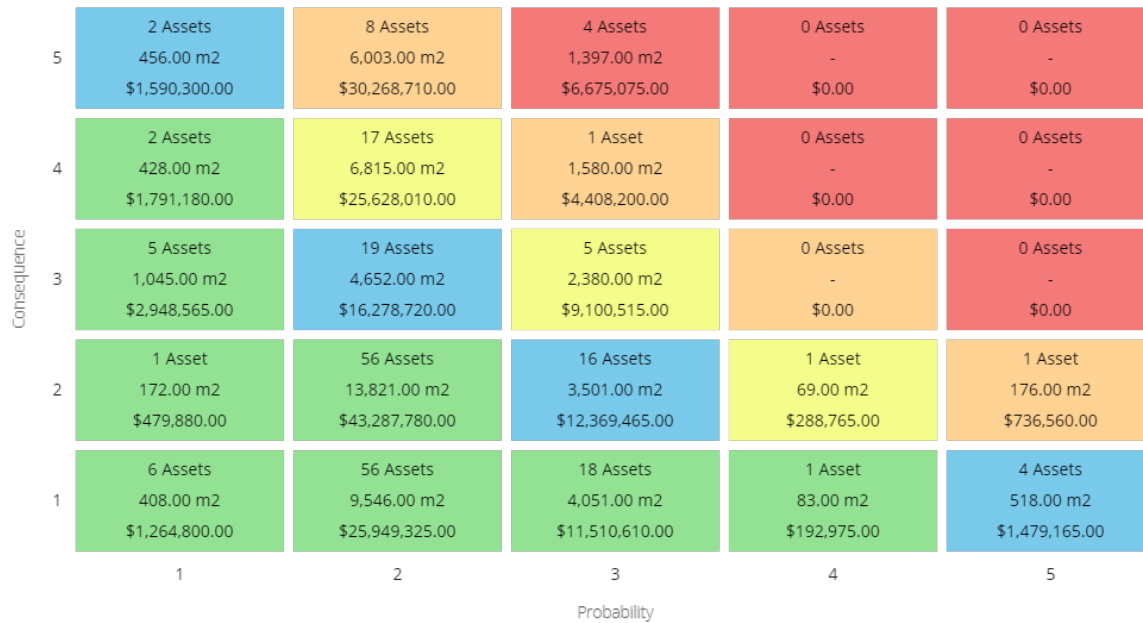 Consequence
5
2 Assets
456.00 m2
$1,590,300.00
8 Assets
6,003.00 m2
$30,268,710.00
4 Assets
1,397.00 m2
$6,675,075.00
0 Assets
-
$0.00
0 Assets
-
$0.00
4
2 Assets
428.00 m2
$1,791,180.00
17 Assets
6,815.00 m2
$25,628,010.00
1 Asset
1,580.00 m2
$4,408,200.00
0 Assets
-
$0.00
0 Assets
-
$0.00
3
5 Assets
1,045.00 m2
$2,948,565.00
19 Assets
4,652.00 m2
$16,278,720.00
5 Assets
2,380.00 m2
$9,100,515.00
0 Assets
-
$0.00
0 Assets
-
$0.00
2
1 Asset
172.00 m2
$479,880.00
56 Assets
13,821.00 m2
$43,287,780.00
16 Assets
3,501.00 m2
$12,369,465.00
1 Asset
69.00 m2
$288,765.00
1 Asset
176.00 m2
$736,560.00
1
6 Assets
408.00 m2
$1,264,800.00
56 Assets
9,546.00 m2
$25,949,325.00
18 Assets
4,051.00 m2
$11,510,610.00
1 Asset
83.00 m2
$192,975.00
4 Assets
518.00 m2
$1,479,165.00
1
2
3
4
5
Probability